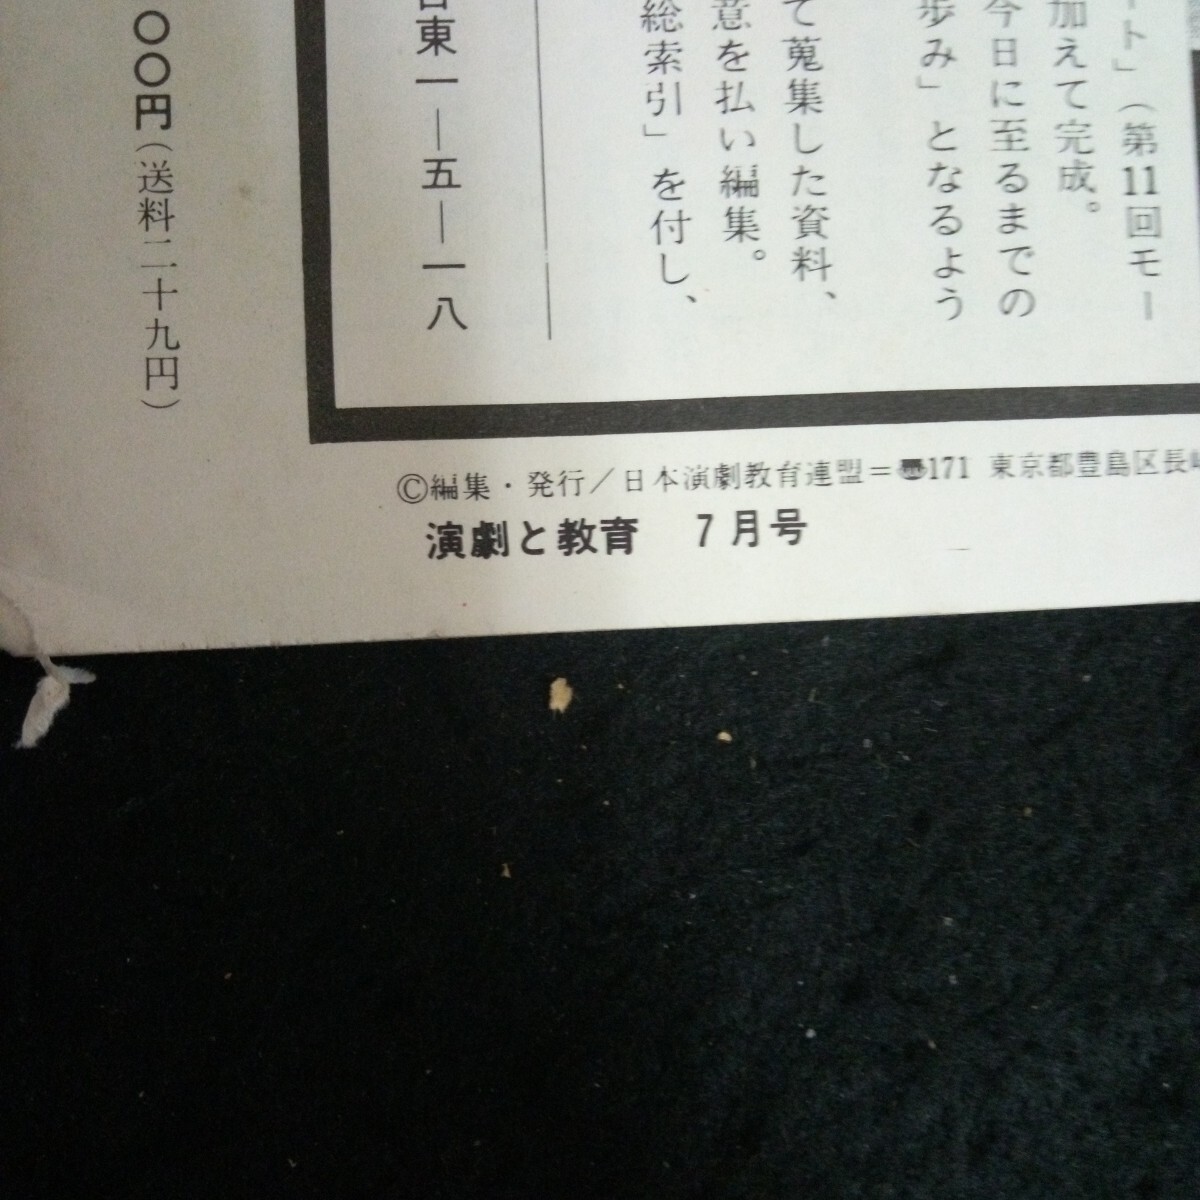 ート」（第11回モー
加えて完成。
今日に至るまでの
歩み」となるよう
て蒐集した資料、
意を払い編集。
総索引」を付し、
東一―五―一八
〇〇円（送料二十九円）
©編集・発行／日本演劇教育連盟＝171 東京都豊島区長
演劇と教育 7月号